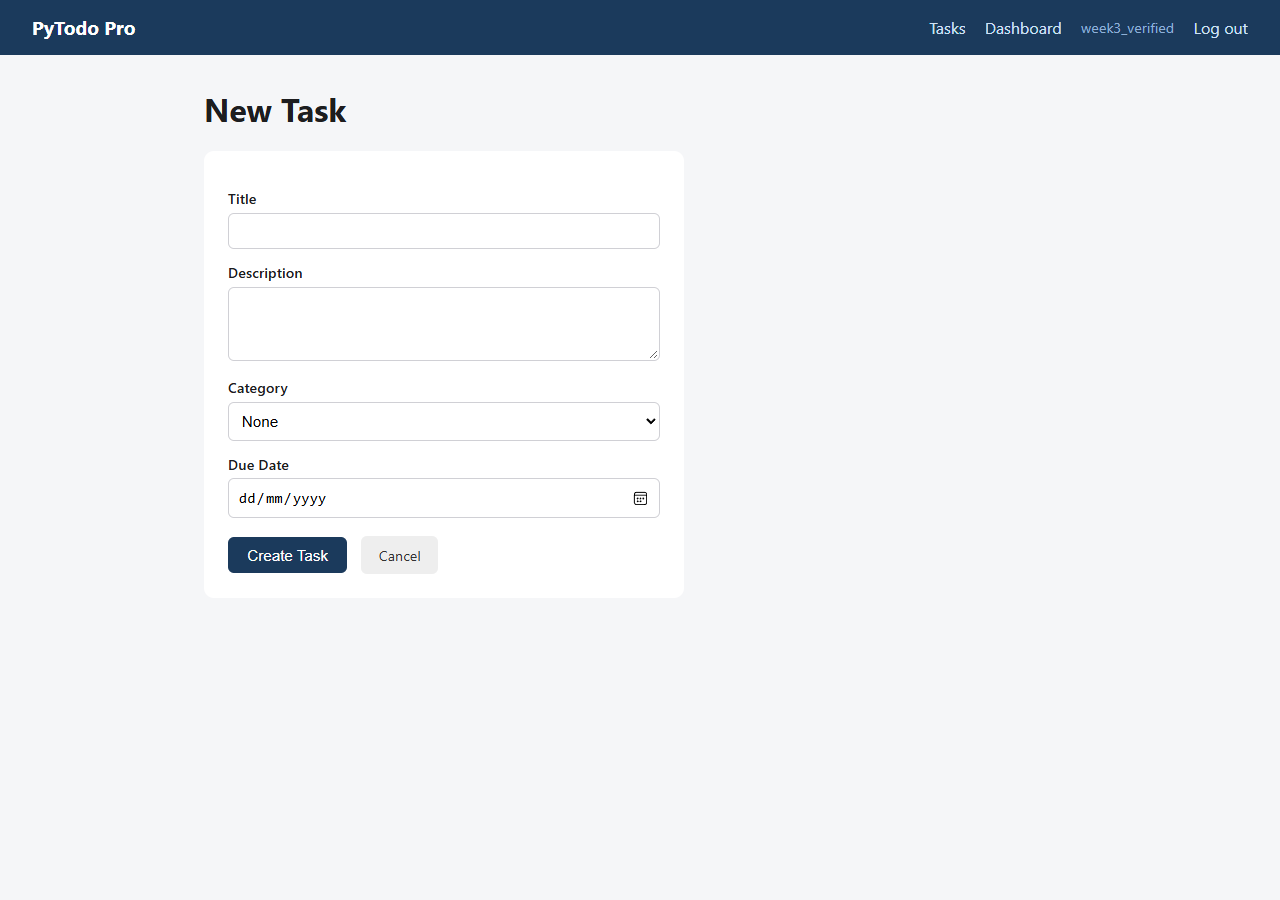 PyTodo Pro
Tasks Dashboard week3_verified Log out
New Task
Title
Description
Category
None
Due Date
dd/mm/yyyy
Create Task Cancel